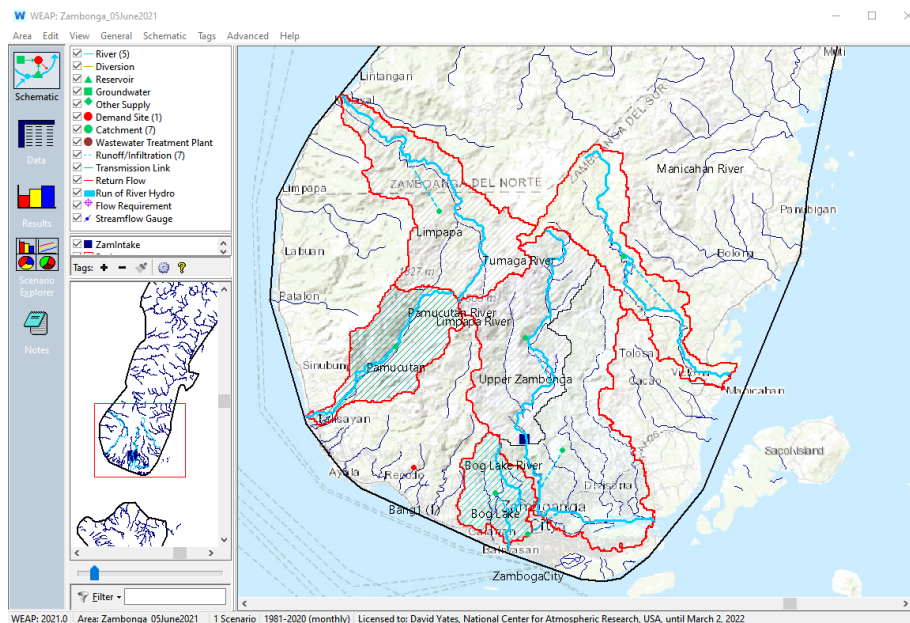 WEAP: Zambonga_05June2021
Area Edit View General Schematic Tags Advanced Help
Schematic
Data
Results
Scenario
Explorer
Notes
River (5)
Diversion
Reservoir
Groundwater
Other Supply
Demand Site (1)
Catchment (7)
Wastewater Treatment Plant
Runoff/Infiltration (7)
Transmission Link
Return Flow
Run of River Hydro
Flow Requirement
Streamflow Gauge
ZamIntake
Tags:
Filter
Lintangan
ZAMBOANGA DEL SUR
Manicahan River
ZAMBOANGA DEL NORTE
Limpapa
Panubigan
Limpapa
Labuan
Bolong
Tumaga River
Patalon
Pamucutan River
Limpapa River
Sinubung
Pamucutan
Tolosa
Upper Zambonga
Cacao
Manicahan
Talisayan
Sacol Island
Ayala
Recodo
Bog Lake River
Divisoria
Bang1 (1)
Bog Lake
Zamboanga
City
Baliwasan
ZambogaCity
WEAP: 2021.0 Area: Zambonga_05June2021 1 Scenario 1981-2020 (monthly) Licensed to: David Yates, National Center for Atmospheric Research, USA, until March 2, 2022